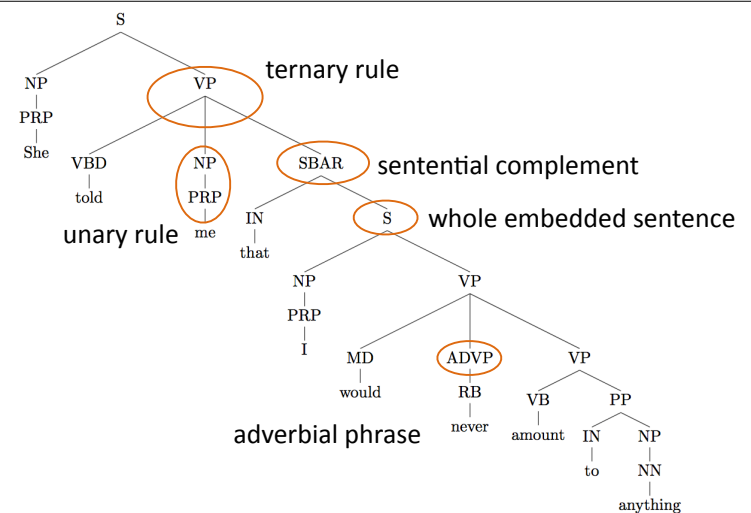 S
NP VP ternary rule
PRP
She
VBD NP SBAR sentential complement
told PRP IN S whole embedded sentence
unary rule me
that
NP VP
PRP
I
MD ADVP VP
would RB VB PP
adverbial phrase never amount IN NP
to NN
anything